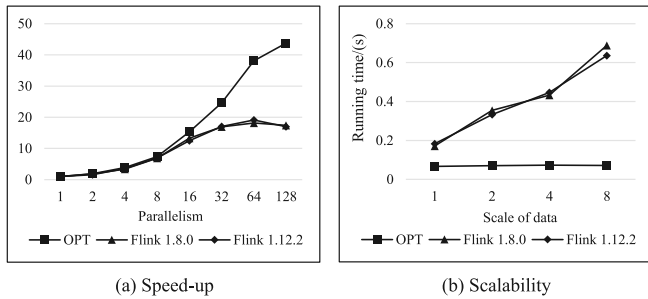 50
40
30
20
10
0
1 2 4 8 16 32 64 128
Parallelism
OPT Flink 1.8.0 Flink 1.12.2
(a) Speed-up
Running time/(s)
0.8
0.6
0.4
0.2
0
1 2 4 8
Scale of data
OPT Flink 1.8.0 Flink 1.12.2
(b) Scalability